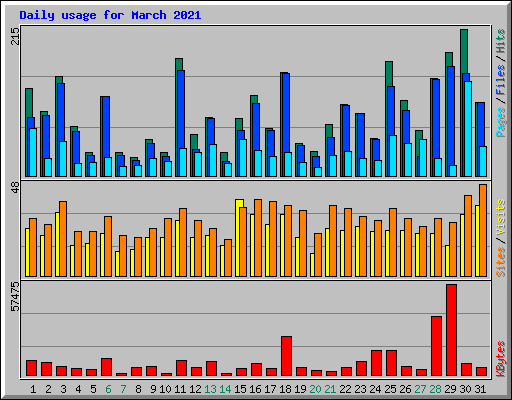 Daily usage for March 2021
215
Pages / Files / Hits
48
Sites / Visits
57475
KBytes
1 2 3 4 5 6 7 8 9 10 11 12 13 14 15 16 17 18 19 20 21 22 23 24 25 26 27 28 29 30 31